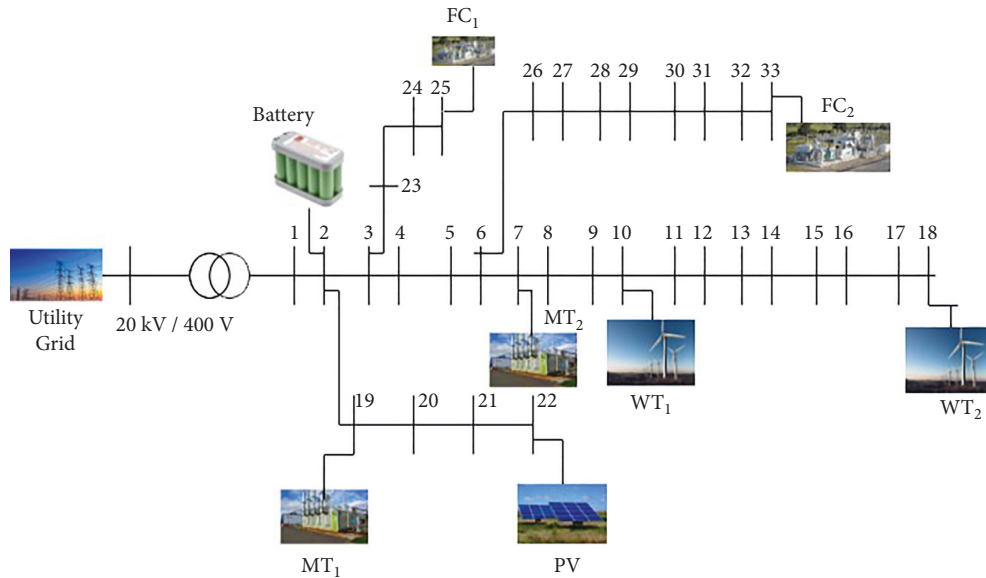 FC₁
24 25
26 27 28 29 30 31 32 33
FC₂
Battery
23
1 2 3 4 5 6 7 8 9 10 11 12 13 14 15 16 17 18
Utility
Grid
20 kV / 400 V
MT₂
WT₁
WT₂
19 20 21 22
MT₁
PV